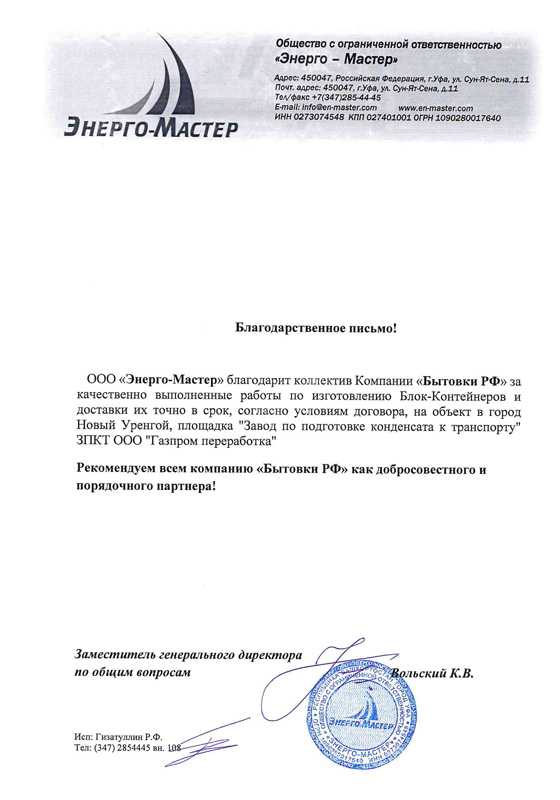 Общество с ограниченной ответственностью
«Энерго – Мастер»
Адрес: 450047, Российская Федерация, г.Уфа, ул. Сун-Ят-Сена, д.11
Почт. адрес: 450047, г.Уфа, ул. Сун-Ят-Сена, д.11
Тел/факс +7(347)285-44-45
E-mail: info@en-master.com www.en-master.com
ИНН 0273074548 КПП 027401001 ОГРН 1090280017640
ЭНЕРГО-МАСТЕР
Благодарственное письмо!
ООО «Энерго-Мастер» благодарит коллектив Компании «Бытовки РФ» за
качественно выполненные работы по изготовлению Блок-Контейнеров и
доставки их точно в срок, согласно условиям договора, на объект в город
Новый Уренгой, площадка "Завод по подготовке конденсата к транспорту"
ЗПКТ ООО "Газпром переработка"
Рекомендуем всем компанию «Бытовки РФ» как добросовестного и
порядочного партнера!
Заместитель генерального директора
по общим вопросам Вольский К.В.
ЭНЕРГО-МАСТЕР
«ЭНЕРГО-МАСТЕР»
Исп: Гизатуллин Р.Ф.
Тел: (347) 2854445 вн. 108